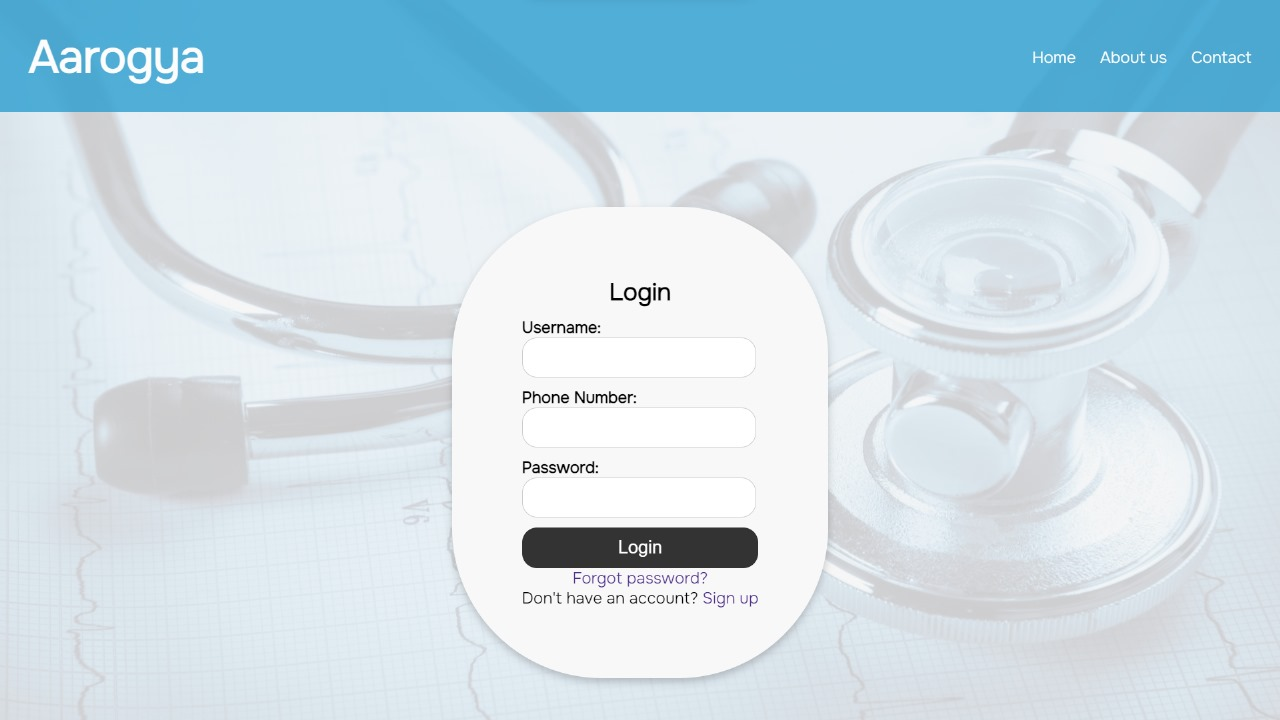 Aarogya
Home About us Contact
Login
Username:
Phone Number:
Password:
Login
Forgot password?
Don't have an account? Sign up
V6